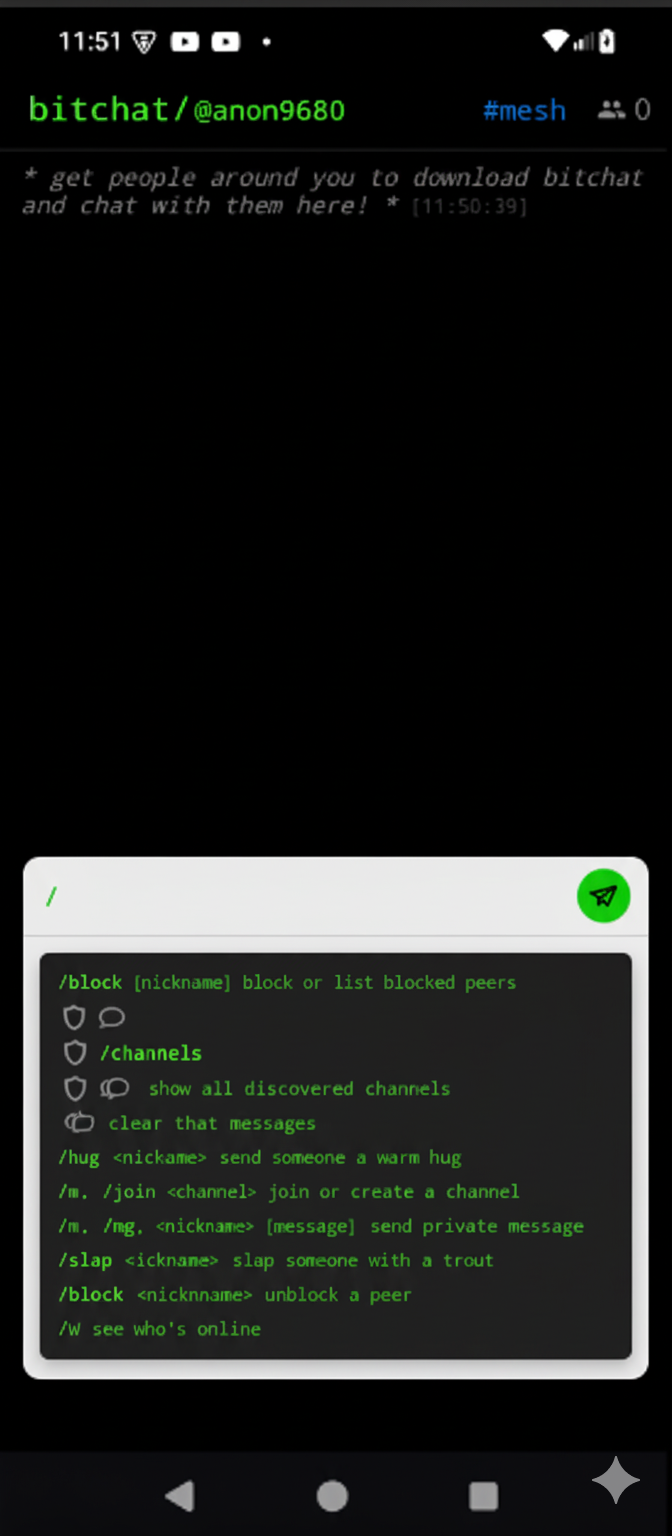 11:51
bitchat/@anon9680 #mesh 0
* get people around you to download bitchat
and chat with them here! * [11:50:39]
/
/block [nickname] block or list blocked peers
/channels
show all discovered channels
clear that messages
/hug <nickame> send someone a warm hug
/m. /join <channel> join or create a channel
/m. /mg, <nickname> [message] send private message
/slap <ickname> slap someone with a trout
/block <nicknname> unblock a peer
/W see who's online